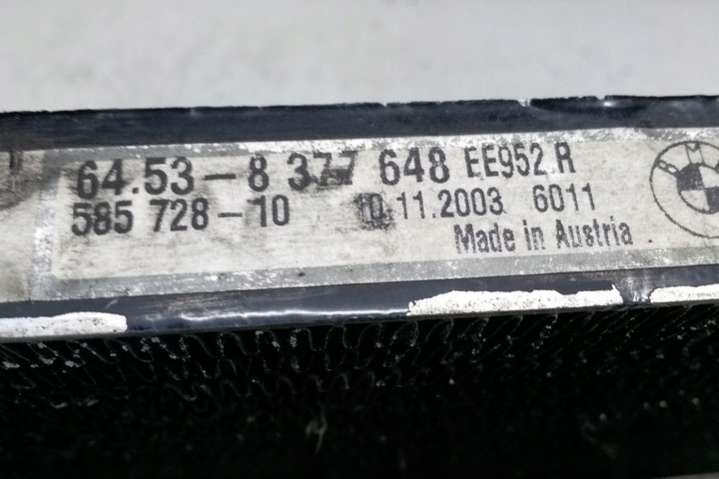 64.53-8 377 648 EE952 R
585 728-10 10.11.2003 6011
Made in Austria